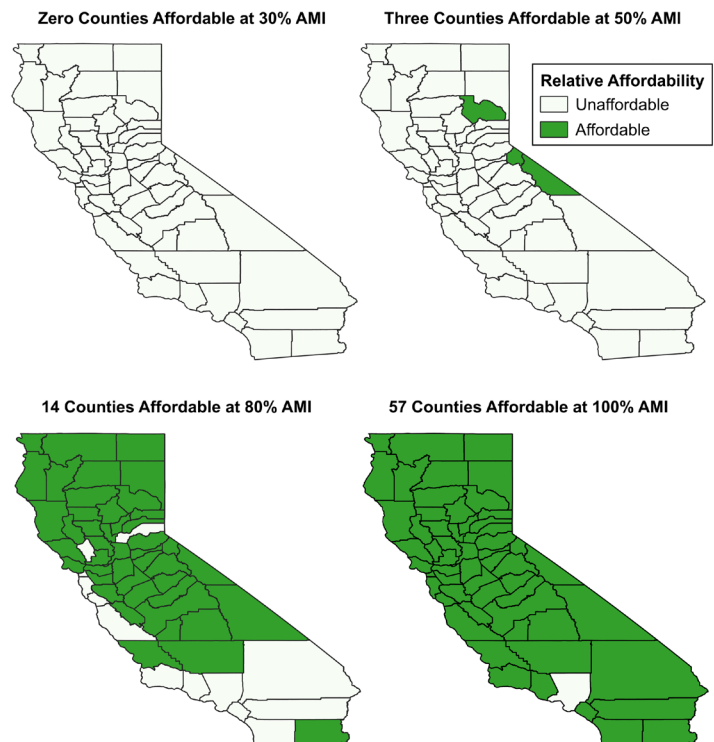 Zero Counties Affordable at 30% AMI
Three Counties Affordable at 50% AMI
Relative Affordability
Unaffordable
Affordable
14 Counties Affordable at 80% AMI
57 Counties Affordable at 100% AMI